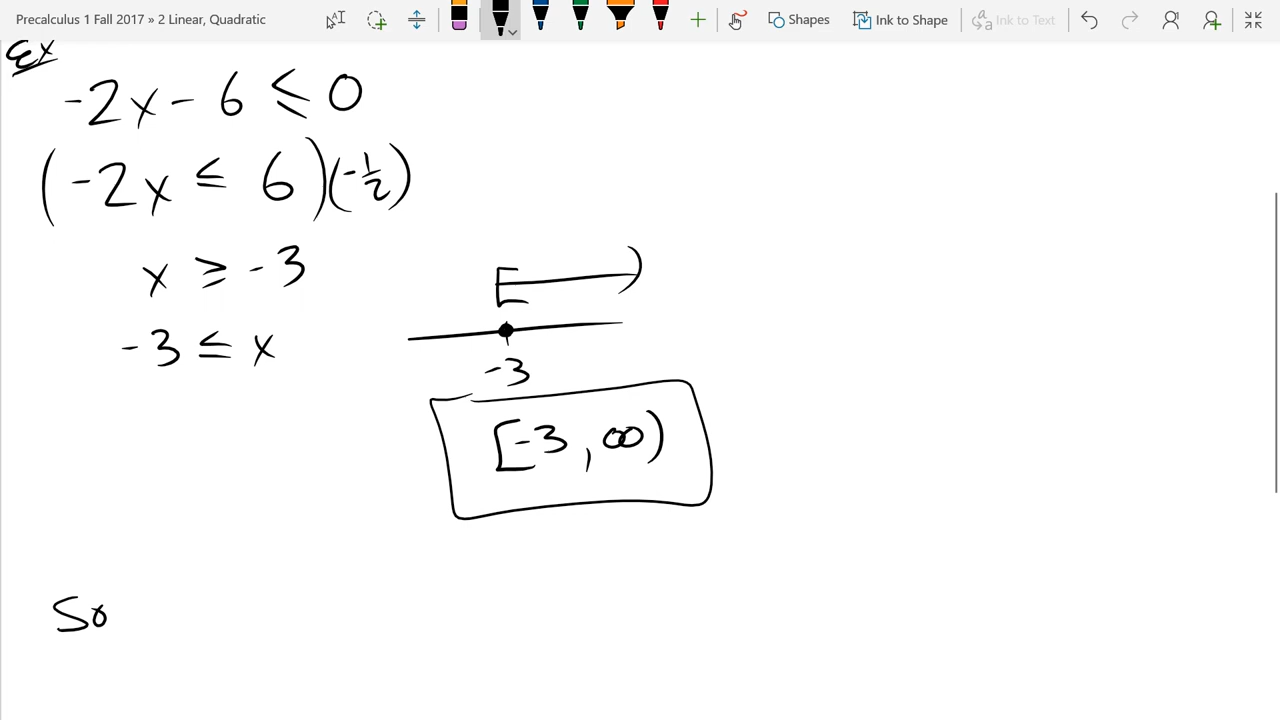 Precalculus 1 Fall 2017 » 2 Linear, Quadratic
Shapes
Ink to Shape
Ink to Text
Ex
-2x - 6 ≤ 0
(-2x ≤ 6)(-1/2)
x ≥ -3
-3 ≤ x
[ )
-3
[-3, ∞)
So